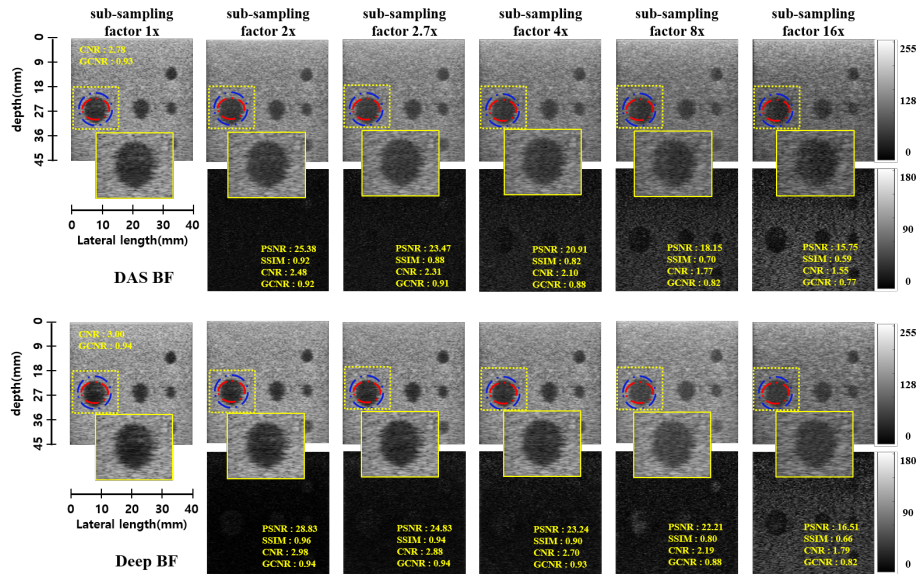 sub-sampling factor 1x
sub-sampling factor 2x
sub-sampling factor 2.7x
sub-sampling factor 4x
sub-sampling factor 8x
sub-sampling factor 16x
CNR : 2.78
GCNR : 0.93
depth(mm)
0
9
18
27
36
45
0 10 20 30 40
Lateral length(mm)
DAS BF
PSNR : 25.38
SSIM : 0.92
CNR : 2.48
GCNR : 0.92
PSNR : 23.47
SSIM : 0.88
CNR : 2.31
GCNR : 0.91
PSNR : 20.91
SSIM : 0.82
CNR : 2.10
GCNR : 0.88
PSNR : 18.15
SSIM : 0.70
CNR : 1.77
GCNR : 0.82
PSNR : 15.75
SSIM : 0.59
CNR : 1.55
GCNR : 0.77
255
128
0
180
90
0
CNR : 3.00
GCNR : 0.94
depth(mm)
0
9
18
27
36
45
0 10 20 30 40
Lateral length(mm)
Deep BF
PSNR : 28.83
SSIM : 0.96
CNR : 2.98
GCNR : 0.94
PSNR : 24.83
SSIM : 0.94
CNR : 2.88
GCNR : 0.94
PSNR : 23.24
SSIM : 0.90
CNR : 2.70
GCNR : 0.93
PSNR : 22.21
SSIM : 0.80
CNR : 2.19
GCNR : 0.88
PSNR : 16.51
SSIM : 0.66
CNR : 1.79
GCNR : 0.82
255
128
0
180
90
0